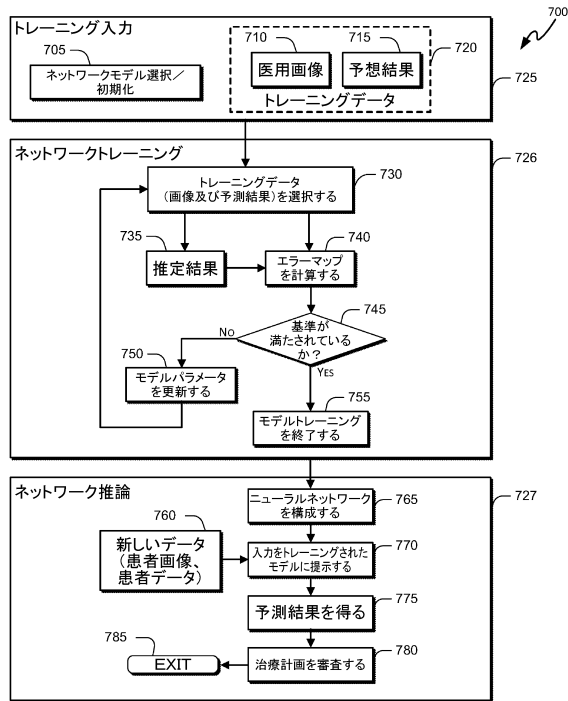 700
トレーニング入力
705
ネットワークモデル選択／
初期化
710
医用画像
715
予想結果
720
トレーニングデータ
725
ネットワークトレーニング
726
730
トレーニングデータ
（画像及び予測結果）を選択する
735
推定結果
740
エラーマップ
を計算する
745
基準が
満たされている
か？
NO
YES
750
モデルパラメータ
を更新する
755
モデルトレーニング
を終了する
ネットワーク推論
727
ニューラルネットワーク
を構成する
765
760
新しいデータ
（患者画像、
患者データ）
入力をトレーニングされた
モデルに提示する
770
予測結果を得る
775
治療計画を審査する
780
785
EXIT